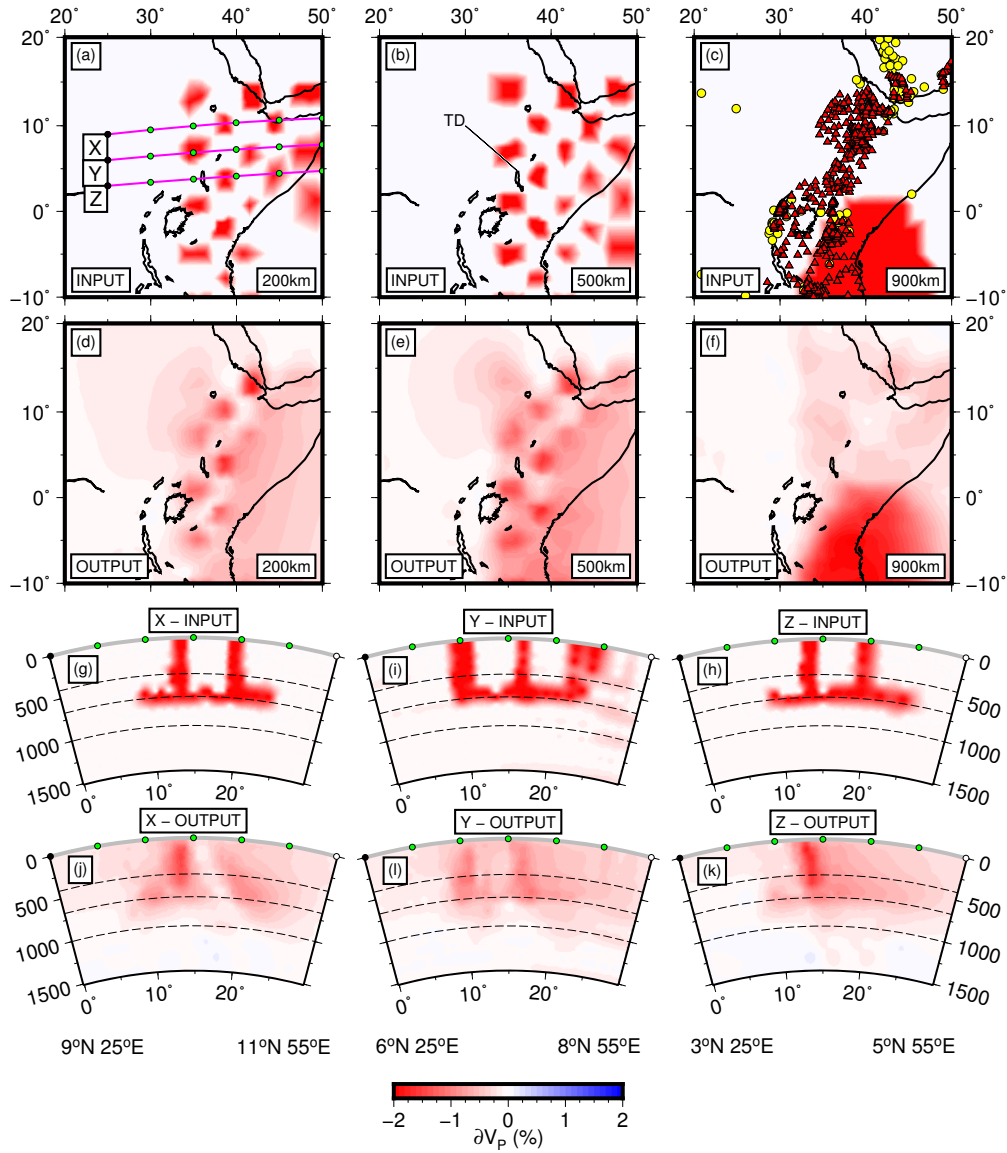 20˚ 30˚ 40˚ 50˚ 20˚ 30˚ 40˚ 50˚ 20˚ 30˚ 40˚ 50˚
20˚ (a) (b) (c) 20˚
TD
10˚ 10˚
X
Y
Z
0˚ 0˚
INPUT 200km INPUT 500km INPUT 900km
−10˚ −10˚
20˚ (d) (e) (f) 20˚
10˚ 10˚
0˚ 0˚
OUTPUT 200km OUTPUT 500km OUTPUT 900km
−10˚ −10˚
X − INPUT Y − INPUT Z − INPUT
0 (g) (i) (h) 0
500 500
1000 1000
1500 0˚ 10˚ 20˚ 0˚ 10˚ 20˚ 0˚ 10˚ 20˚ 1500
X − OUTPUT Y − OUTPUT Z − OUTPUT
0 (j) (l) (k) 0
500 500
1000 1000
1500 0˚ 10˚ 20˚ 0˚ 10˚ 20˚ 0˚ 10˚ 20˚ 1500
9ºN 25ºE 11ºN 55ºE 6ºN 25ºE 8ºN 55ºE 3ºN 25ºE 5ºN 55ºE
−2 −1 0 1 2
∂V_P (%)